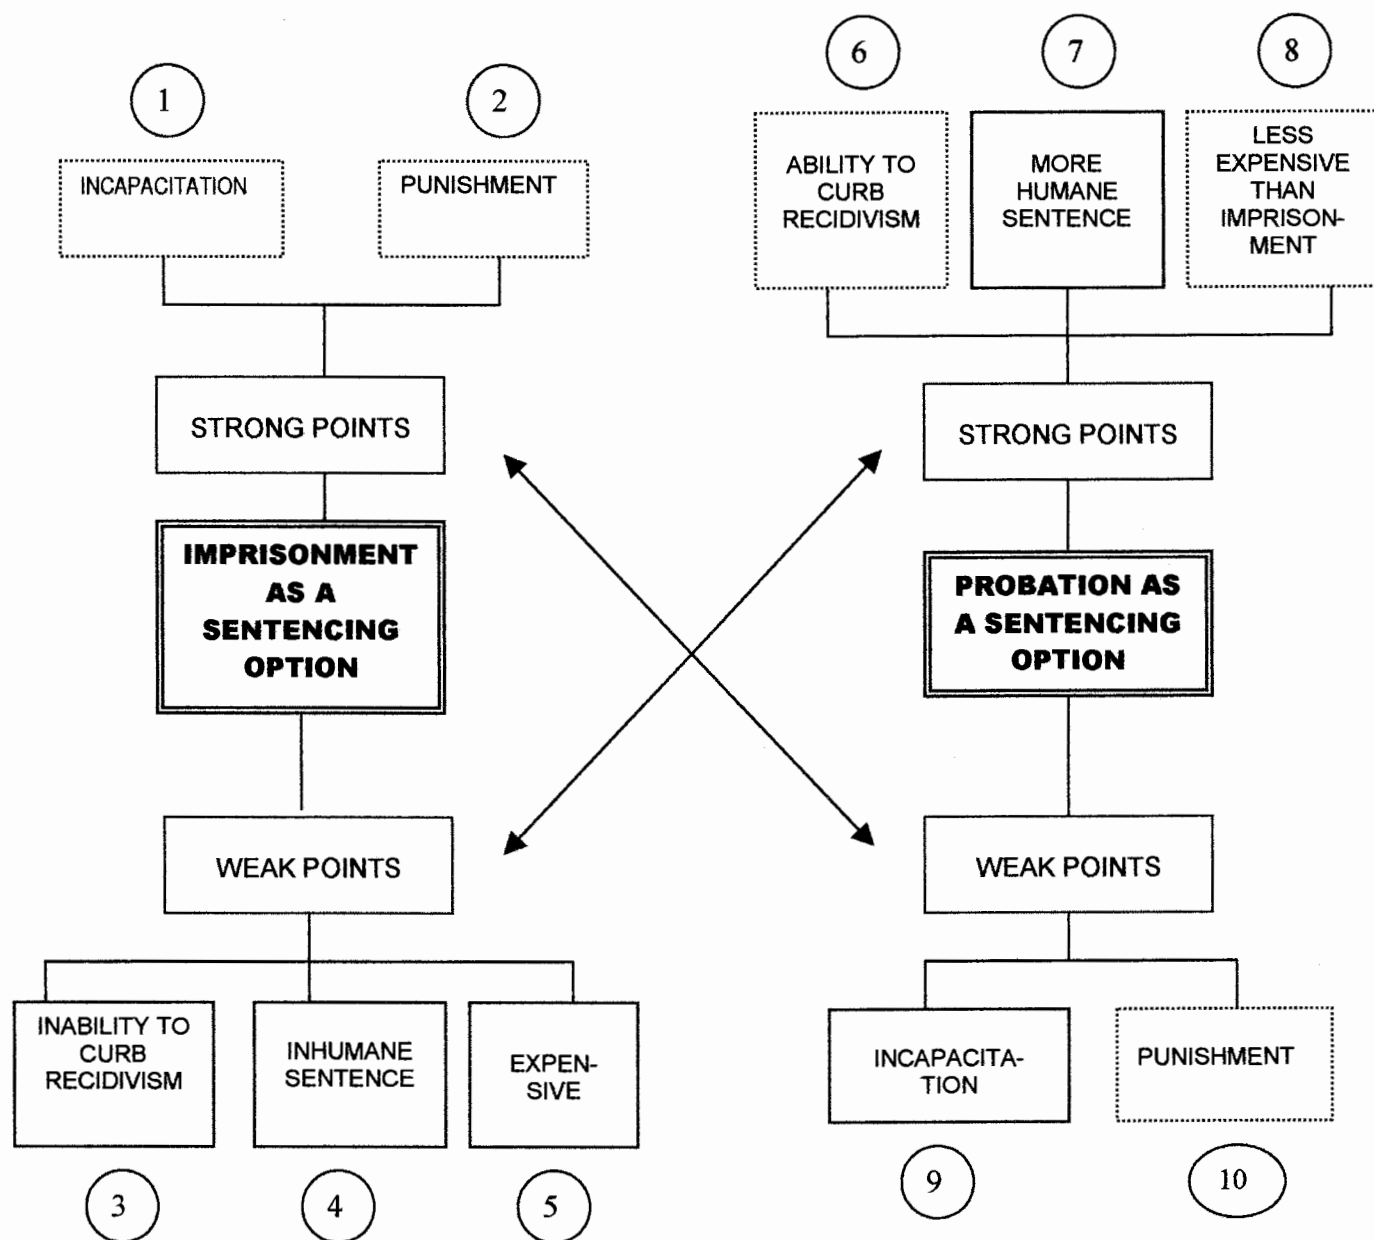 1
2
INCAPACITATION
PUNISHMENT
STRONG POINTS
IMPRISONMENT
AS A
SENTENCING
OPTION
WEAK POINTS
INABILITY TO
CURB
RECIDIVISM
INHUMANE
SENTENCE
EXPEN-
SIVE
3
4
5
6
7
8
ABILITY TO
CURB
RECIDIVISM
MORE
HUMANE
SENTENCE
LESS
EXPENSIVE
THAN
IMPRISON-
MENT
STRONG POINTS
PROBATION AS
A SENTENCING
OPTION
WEAK POINTS
INCAPACITA-
TION
PUNISHMENT
9
10